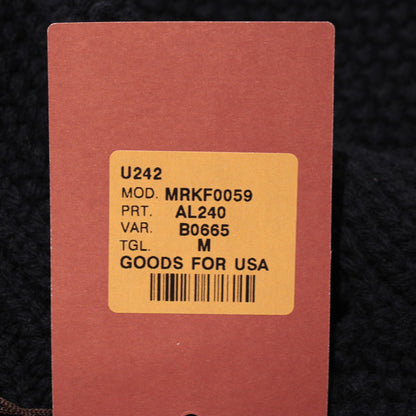 U242
MOD. MRKF0059
PRT. AL240
VAR. B0665
TGL. M
GOODS FOR USA